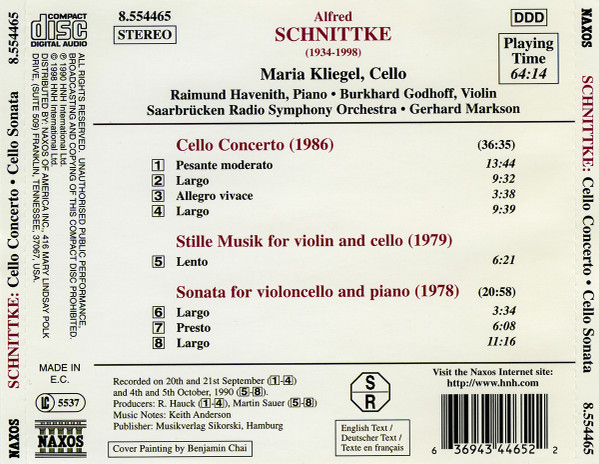 SCHNITTKE: Cello Concerto • Cello Sonata
8.554465
NAXOS
COMPACT
disc
DIGITAL AUDIO
ALL RIGHTS RESERVED. UNAUTHORISED PUBLIC PERFORMANCE,
BROADCASTING AND COPYING OF THIS COMPACT DISC PROHIBITED.
℗ 1990 HNH International Ltd.
© 1998 HNH International Ltd.
DISTRIBUTED BY: NAXOS OF AMERICA INC., 416 MARY LINDSAY POLK
DRIVE, (SUITE 509) FRANKLIN, TENNESSEE, 37067, USA.
MADE IN
E.C.
LC 5537
NAXOS
8.554465
STEREO
Alfred
SCHNITTKE
(1934-1998)
DDD
Playing
Time
64:14
Maria Kliegel, Cello
Raimund Havenith, Piano • Burkhard Godhoff, Violin
Saarbrücken Radio Symphony Orchestra • Gerhard Markson
Cello Concerto (1986) (36:35)
1 Pesante moderato 13:44
2 Largo 9:32
3 Allegro vivace 3:38
4 Largo 9:39
Stille Musik for violin and cello (1979)
5 Lento 6:21
Sonata for violoncello and piano (1978) (20:58)
6 Largo 3:34
7 Presto 6:08
8 Largo 11:16
Recorded on 20th and 21st September (1-4)
and 4th and 5th October, 1990 (5-8).
Producers: R. Hauck (1-4), Martin Sauer (5-8)
Music Notes: Keith Anderson
Publisher: Musikverlag Sikorski, Hamburg
Cover Painting by Benjamin Chai
S
R
English Text /
Deutscher Text /
Texte en français
Visit the Naxos Internet site:
http://www.hnh.com
6 36943 44652 2
NAXOS
SCHNITTKE: Cello Concerto • Cello Sonata
8.554465